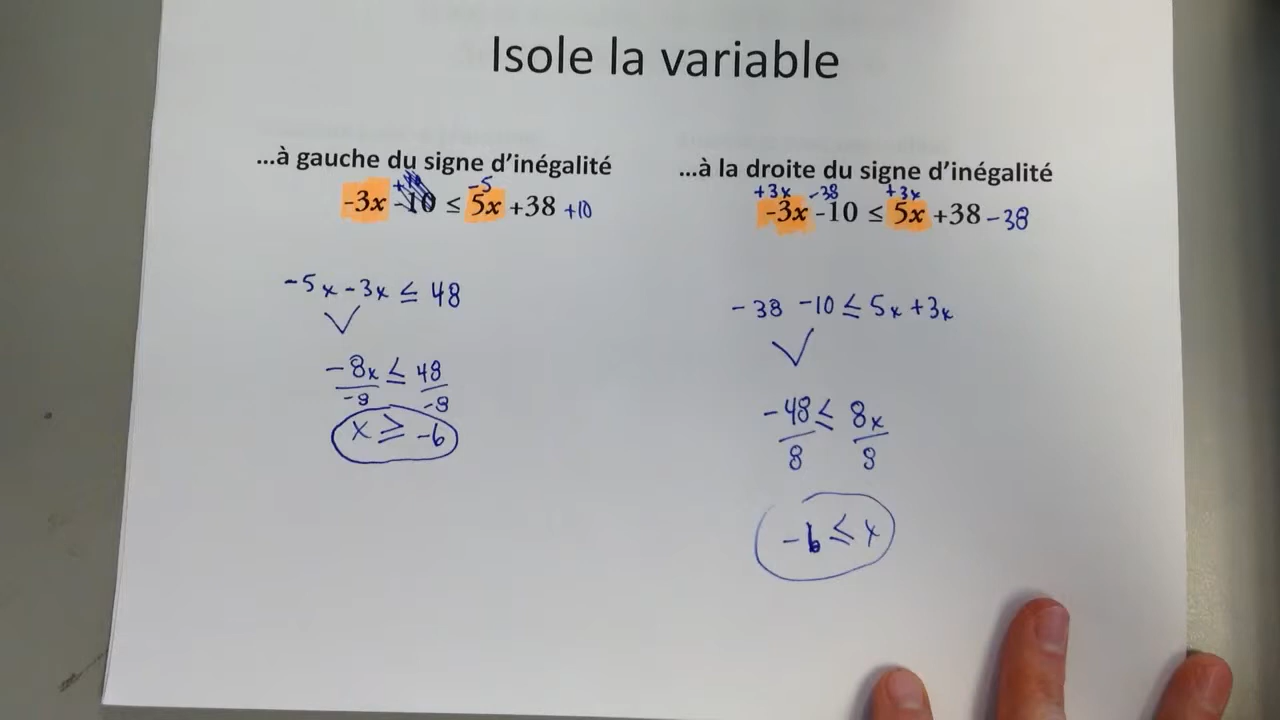 Isole la variable
...à gauche du signe d'inégalité
-5
-3x -10 ≤ 5x +38 +10
-5x -3x ≤ 48
-8x ≤ 48
-8 -8
x ≥ -6
...à la droite du signe d'inégalité
+3x -38 +3x
-3x -10 ≤ 5x +38 -38
-38 -10 ≤ 5x +3x
-48 ≤ 8x
8 8
-6 ≤ x